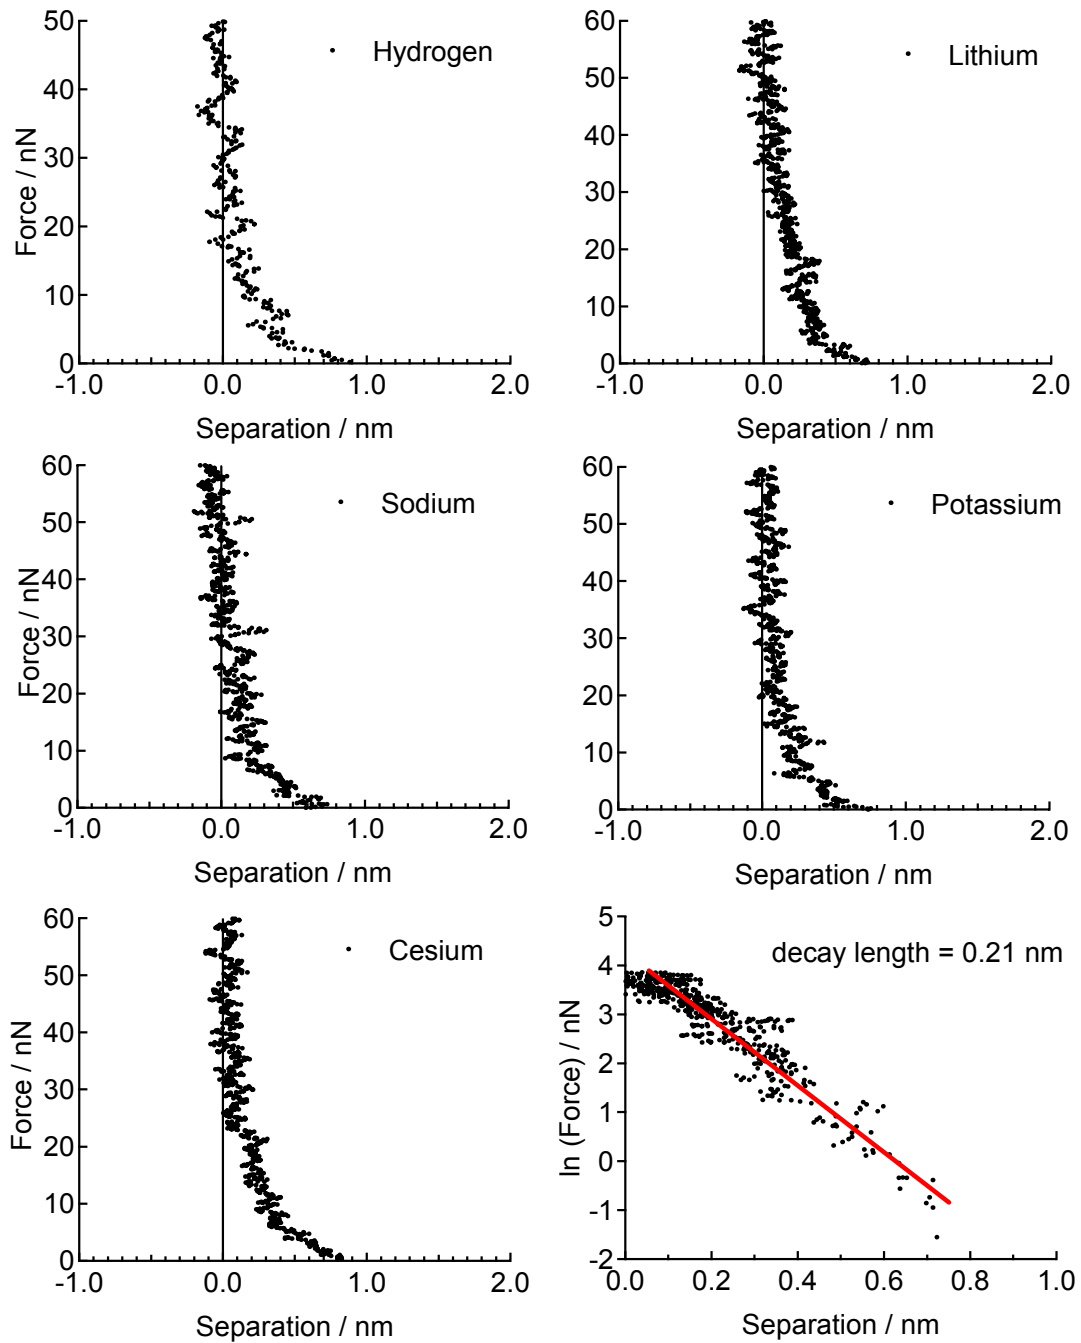 50
40
30
20
10
0
Force / nN
Hydrogen
-1.0 0.0 1.0 2.0
Separation / nm
60
50
40
30
20
10
0
Lithium
-1.0 0.0 1.0 2.0
Separation / nm
60
50
40
30
20
10
0
Force / nN
Sodium
-1.0 0.0 1.0 2.0
Separation / nm
60
50
40
30
20
10
0
Potassium
-1.0 0.0 1.0 2.0
Separation / nm
60
50
40
30
20
10
0
Force / nN
Cesium
-1.0 0.0 1.0 2.0
Separation / nm
5
4
3
2
1
0
-1
-2
ln (Force) / nN
decay length = 0.21 nm
0.0 0.2 0.4 0.6 0.8 1.0
Separation / nm